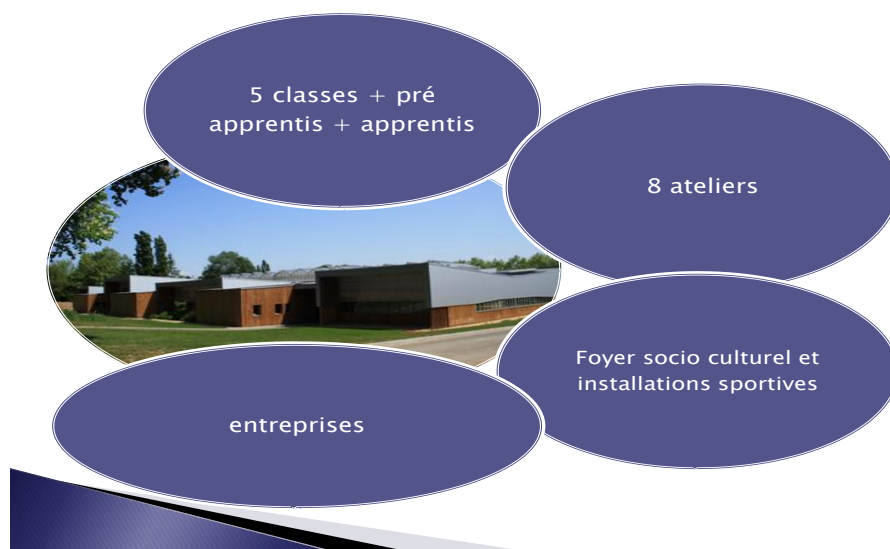 5 classes + pré
apprentis + apprentis
8 ateliers
Foyer socio culturel et
installations sportives
entreprises